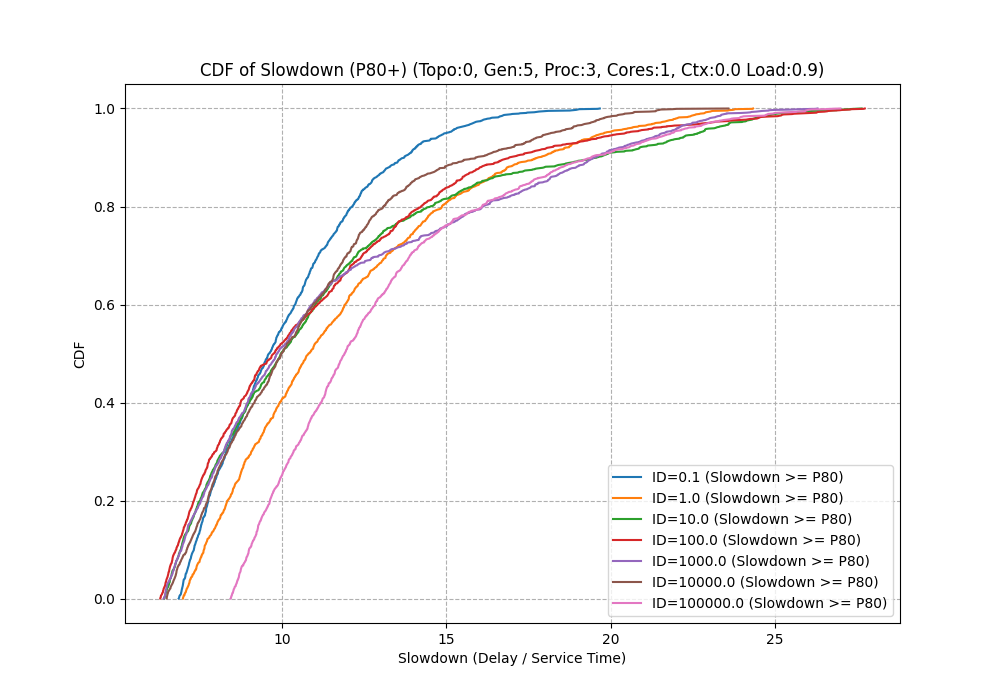 CDF of Slowdown (P80+) (Topo:0, Gen:5, Proc:3, Cores:1, Ctx:0.0 Load:0.9)
CDF
1.0
0.8
0.6
0.4
0.2
0.0
10
15
20
25
Slowdown (Delay / Service Time)
ID=0.1 (Slowdown >= P80)
ID=1.0 (Slowdown >= P80)
ID=10.0 (Slowdown >= P80)
ID=100.0 (Slowdown >= P80)
ID=1000.0 (Slowdown >= P80)
ID=10000.0 (Slowdown >= P80)
ID=100000.0 (Slowdown >= P80)